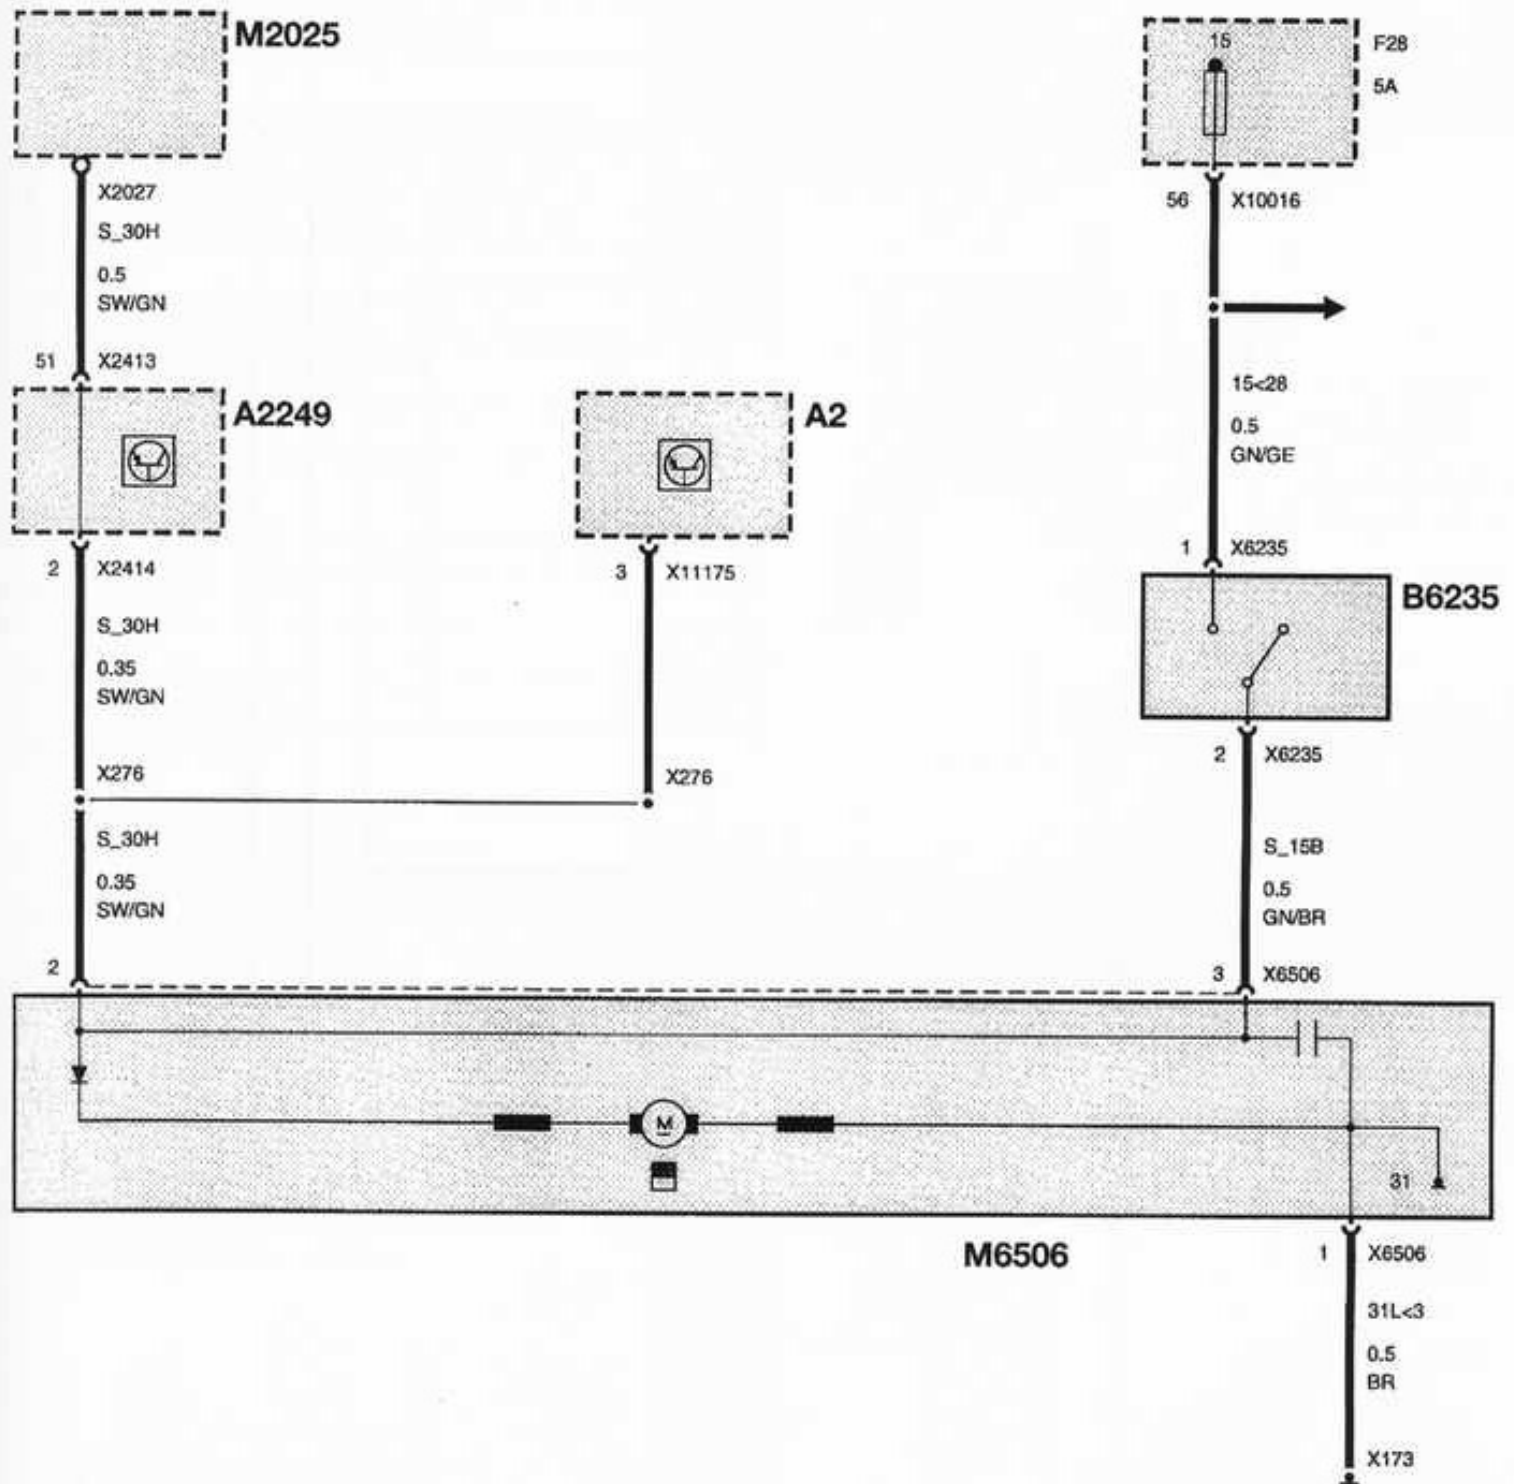 M2025
X2027
S_30H
0.5
SW/GN
51 X2413
A2249
2 X2414
S_30H
0.35
SW/GN
X276
S_30H
0.35
SW/GN
2
A2
3 X11175
X276
15
F28
5A
56 X10016
15<28
0.5
GN/GE
1 X6235
B6235
2 X6235
S_15B
0.5
GN/BR
3 X6506
M
31
M6506
1 X6506
31L<3
0.5
BR
X173